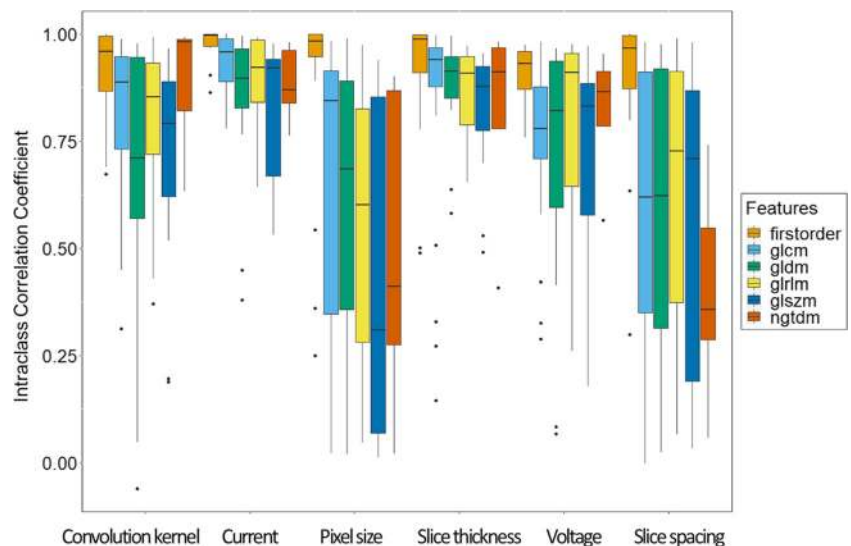 1.00
0.75
0.50
0.25
0.00
Intraclass Correlation Coefficient
Convolution kernel
Current
Pixel size
Slice thickness
Voltage
Slice spacing
Features
firstorder
glcm
gldm
glrlm
glszm
ngtdm